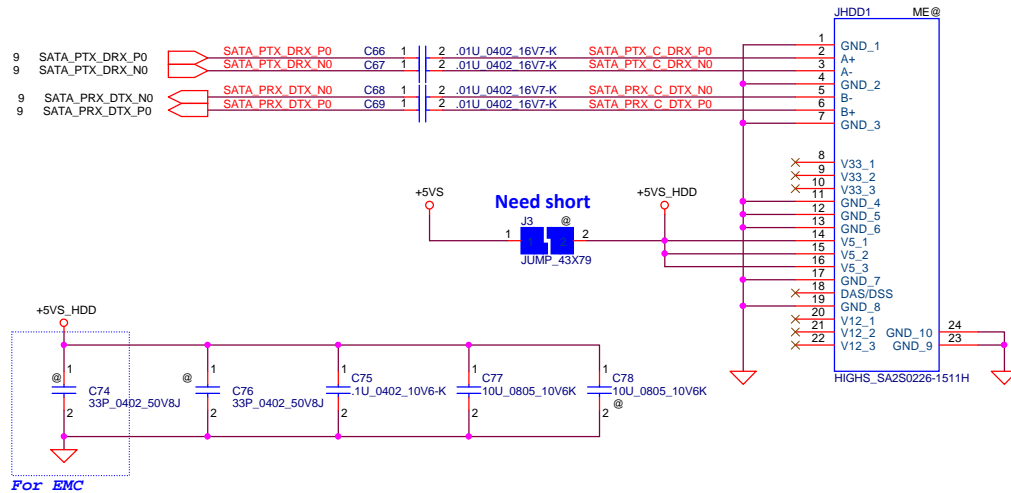 JHDD1 ME@
9 SATA_PTX_DRX_P0 SATA_PTX_DRX_P0 C66 1 2 .01U_0402_16V7-K SATA_PTX_C_DRX_P0
9 SATA_PTX_DRX_N0 SATA_PTX_DRX_N0 C67 1 2 .01U_0402_16V7-K SATA_PTX_C_DRX_N0
9 SATA_PRX_DTX_N0 SATA_PRX_DTX_N0 C68 1 2 .01U_0402_16V7-K SATA_PRX_C_DTX_N0
9 SATA_PRX_DTX_P0 SATA_PRX_DTX_P0 C69 1 2 .01U_0402_16V7-K SATA_PRX_C_DTX_P0
1 GND_1
2 A+
3 A-
4 GND_2
5 B-
6 B+
7 GND_3
8 V33_1
9 V33_2
10 V33_3
11 GND_4
12 GND_5
13 GND_6
14 V5_1
15 V5_2
16 V5_3
17 GND_7
18 DAS/DSS
19 GND_8
20 V12_1
21 V12_2 GND_10 24
22 V12_3 GND_9 23
HIGHS_SA2S0226-1511H
+5VS
Need short
+5VS_HDD
J3 @
1 1 2 2
JUMP_43X79
+5VS_HDD
1 1 1 1 1
@ C74 33P_0402_50V8J
@ C76 33P_0402_50V8J
C75 .1U_0402_10V6-K
C77 10U_0805_10V6K
C78 10U_0805_10V6K @
2 2 2 2 2
For EMC